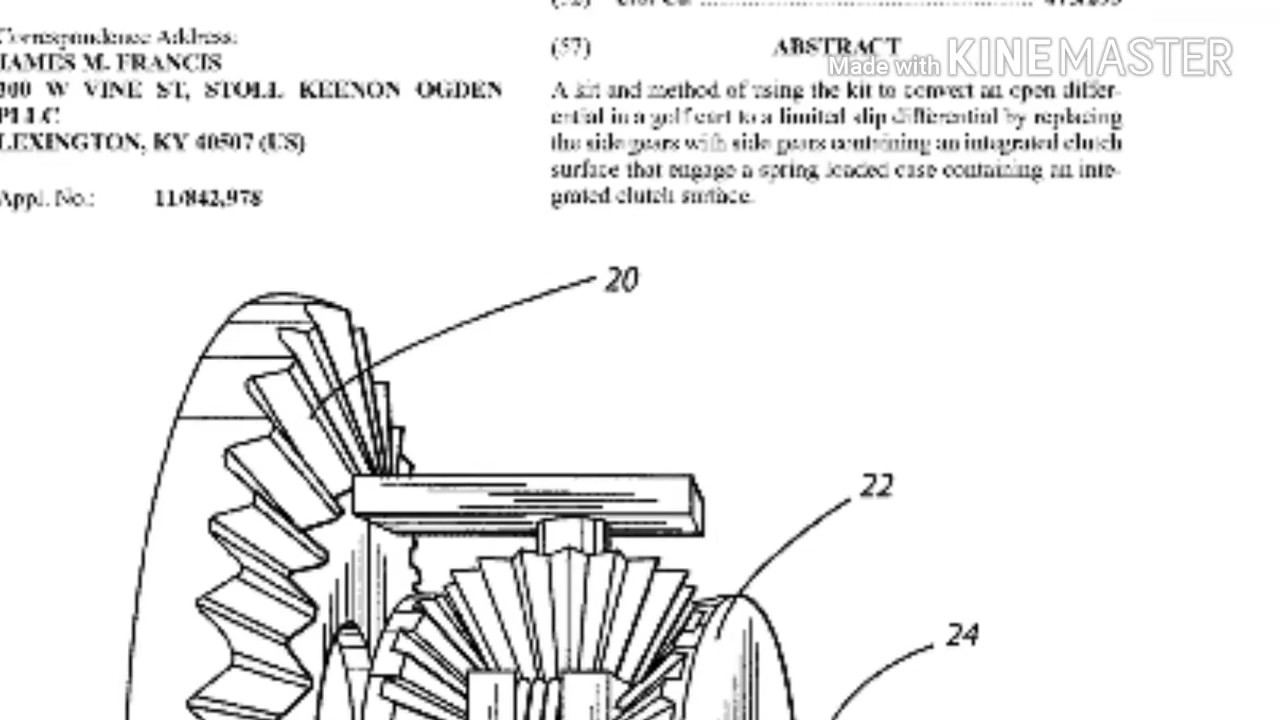 Correspondence Address:
JAMES M. FRANCIS
300 W VINE ST, STOLL KEENON OGDEN
PLLC
LEXINGTON, KY 40507 (US)
Appl. No.: 11/842,978
(52) U.S. Cl. ........................................................
(57) ABSTRACT
Made with KINEMASTER
A kit and method of using the kit to convert an open differ-
ential in a golf cart to a limited slip differential by replacing
the side gears with side gears containing an integrated clutch
surface that engage a spring loaded case containing an inte-
grated clutch surface.
20
22
24